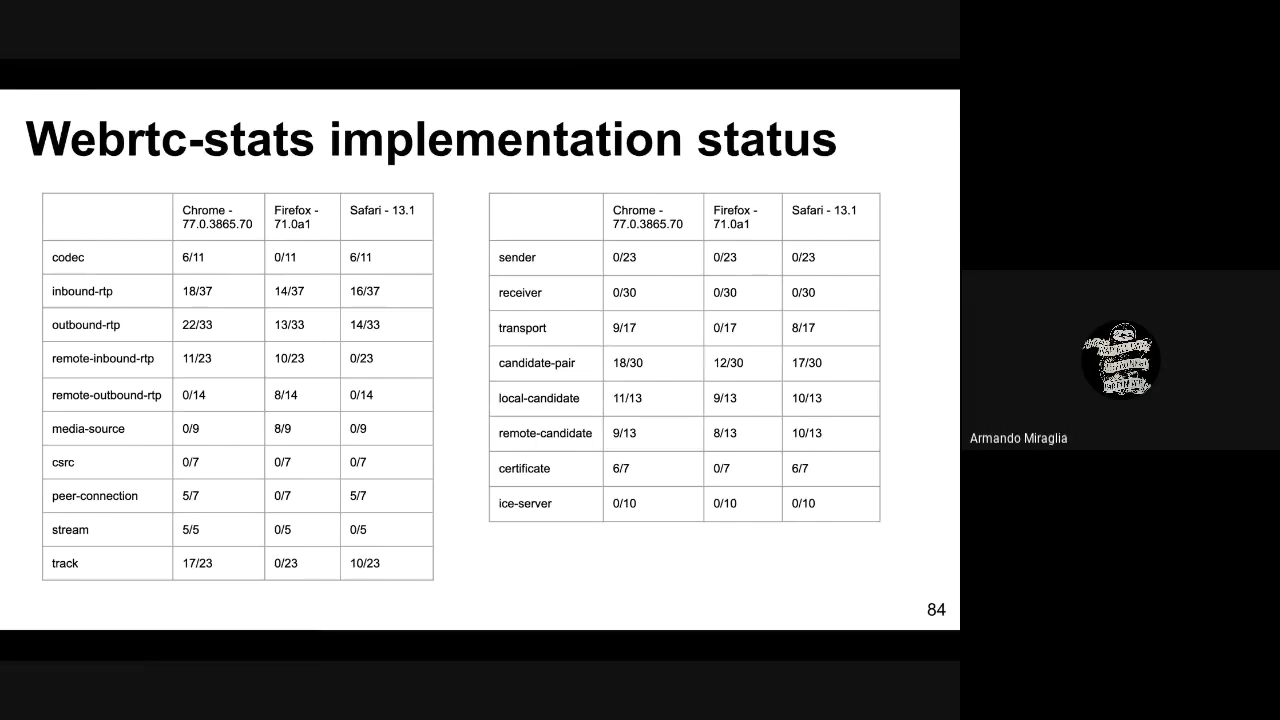 Webrtc-stats implementation status
Chrome - 77.0.3865.70 Firefox - 71.0a1 Safari - 13.1
codec 6/11 0/11 6/11
inbound-rtp 18/37 14/37 16/37
outbound-rtp 22/33 13/33 14/33
remote-inbound-rtp 11/23 10/23 0/23
remote-outbound-rtp 0/14 8/14 0/14
media-source 0/9 8/9 0/9
csrc 0/7 0/7 0/7
peer-connection 5/7 0/7 5/7
stream 5/5 0/5 0/5
track 17/23 0/23 10/23
Chrome - 77.0.3865.70 Firefox - 71.0a1 Safari - 13.1
sender 0/23 0/23 0/23
receiver 0/30 0/30 0/30
transport 9/17 0/17 8/17
candidate-pair 18/30 12/30 17/30
local-candidate 11/13 9/13 10/13
remote-candidate 9/13 8/13 10/13
certificate 6/7 0/7 6/7
ice-server 0/10 0/10 0/10
84
Armando Miraglia